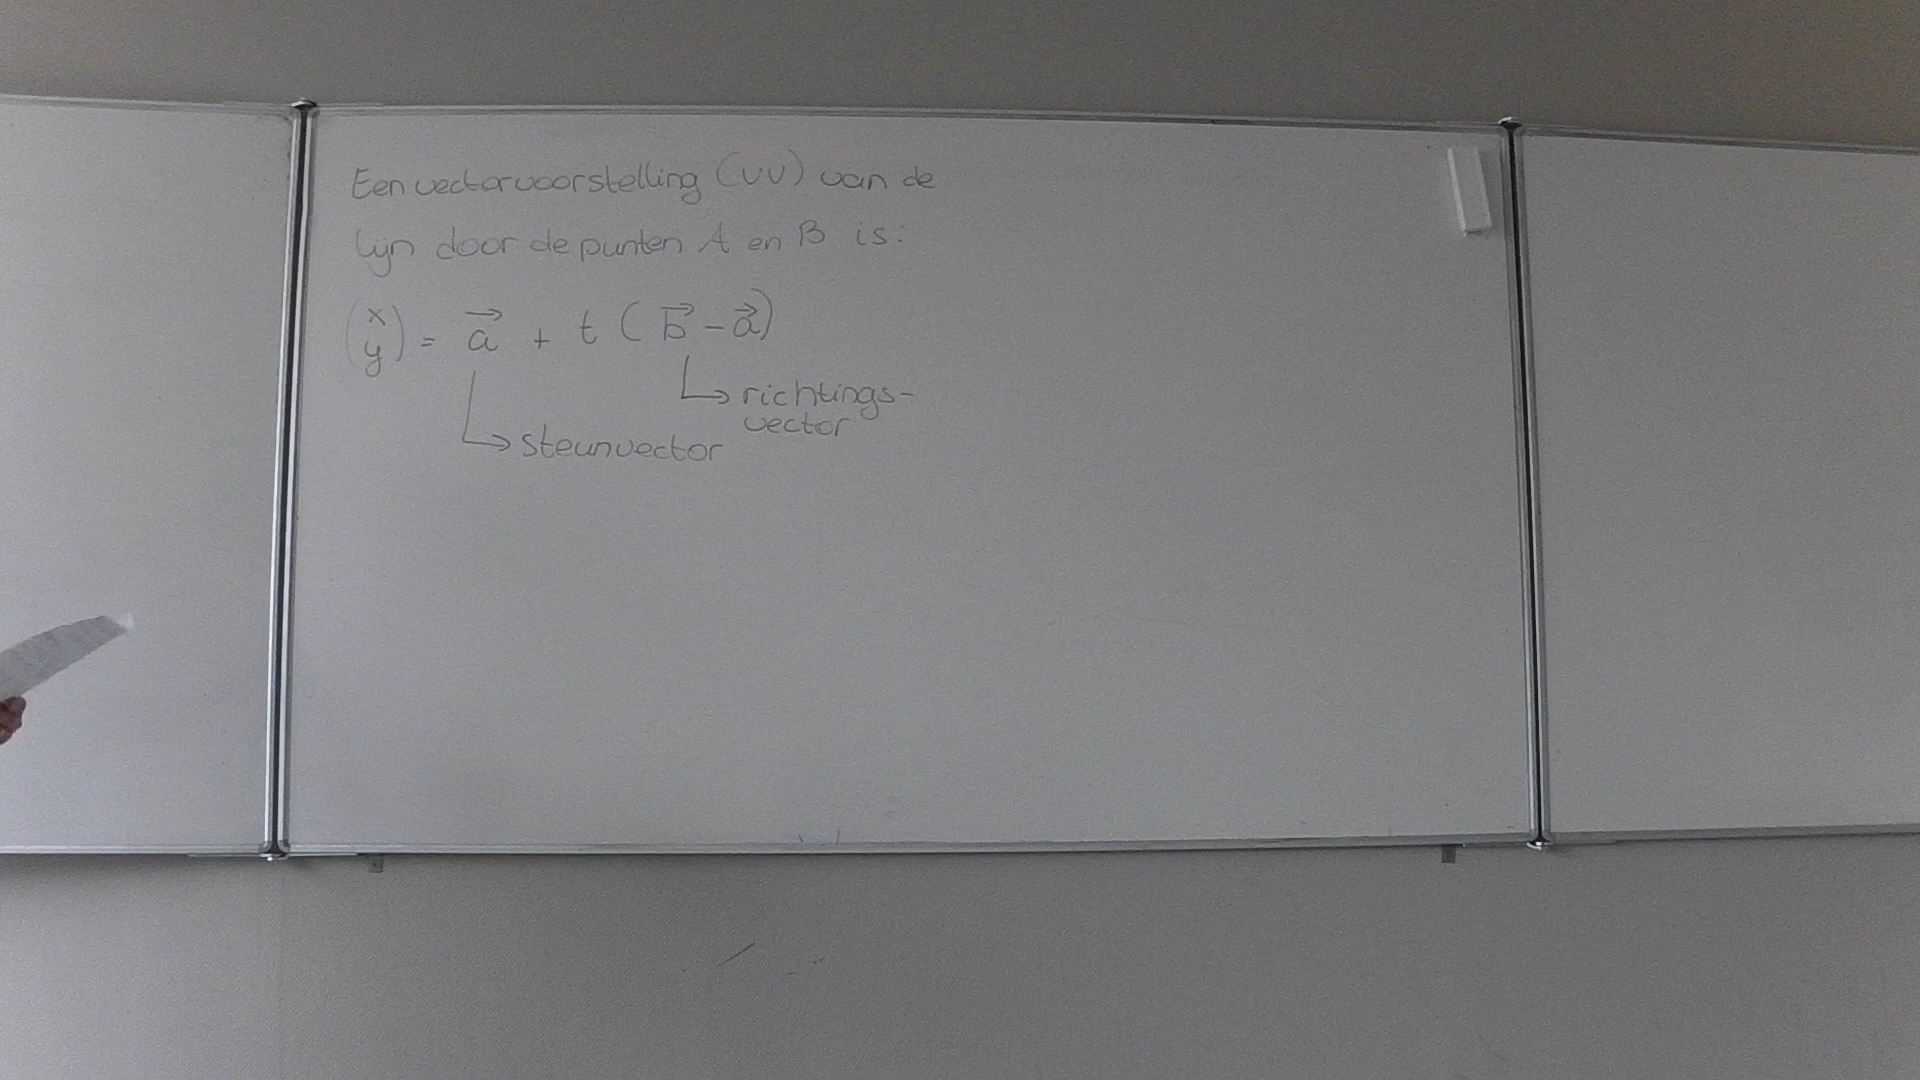 Een vectorvoorstelling (VV) van de
lijn door de punten A en B is:
(x y) = a⃗ + t (b⃗ - a⃗)
↳ richtings-
vector
↳ steunvector